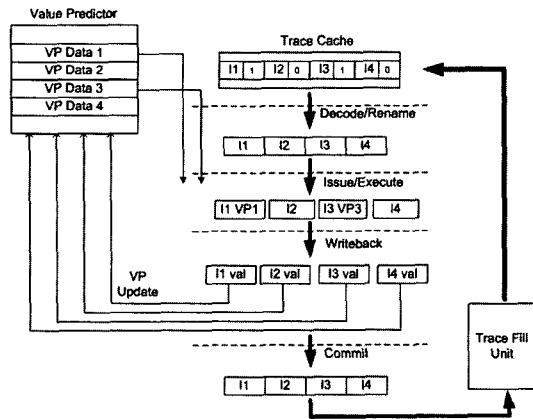 Value Predictor
VP Data 1
VP Data 2
VP Data 3
VP Data 4
Trace Cache
I1 1 I2 0 I3 1 I4 0
Decode/Rename
I1 I2 I3 I4
Issue/Execute
I1 VP1 I2 I3 VP3 I4
Writeback
I1 val I2 val I3 val I4 val
VP
Update
Commit
I1 I2 I3 I4
Trace Fill
Unit